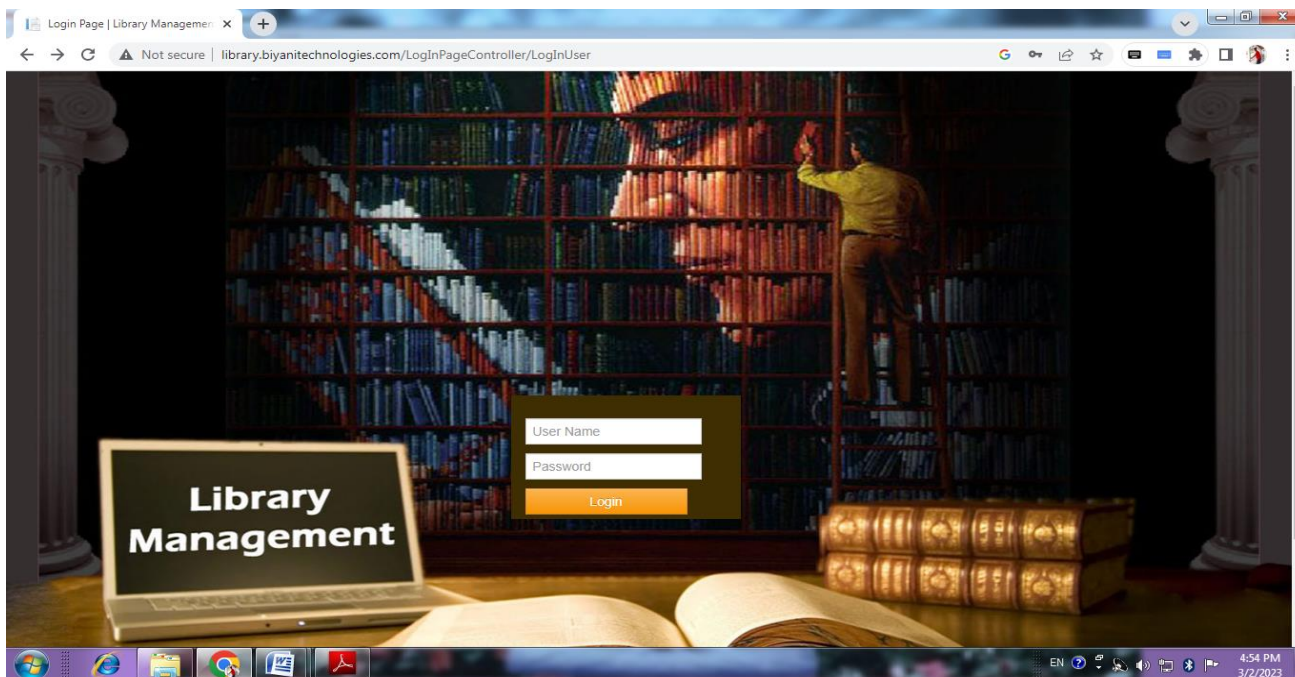 Login Page | Library Managemen
Not secure | library.biyanitechnologies.com/LogInPageController/LogInUser
User Name
Password
Login
Library
Management
EN
4:54 PM
3/2/2023